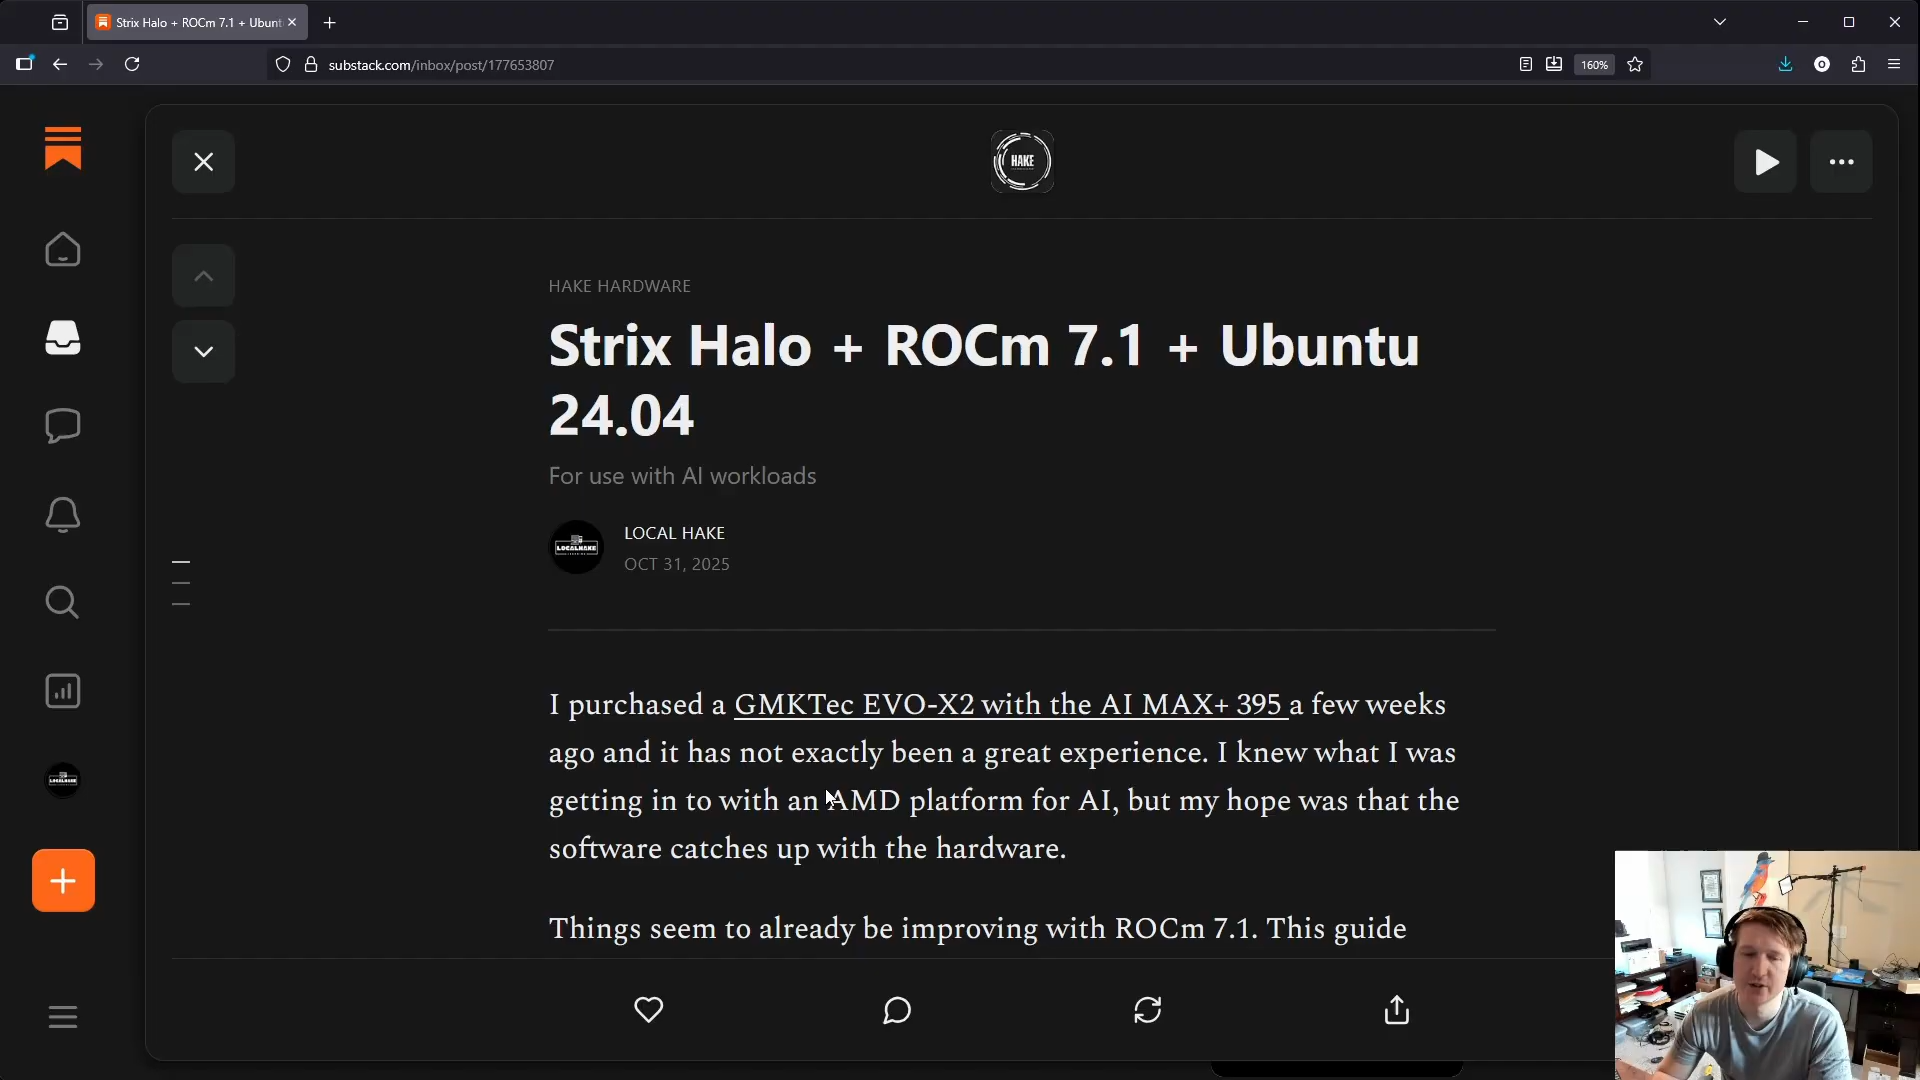 Strix Halo + ROCm 7.1 + Ubunt
substack.com/inbox/post/177653807
160%
HAKE
HAKE HARDWARE
Strix Halo + ROCm 7.1 + Ubuntu
24.04
For use with AI workloads
LOCALHAKE
LOCAL HAKE
OCT 31, 2025
I purchased a GMKTec EVO-X2 with the AI MAX+ 395 a few weeks
ago and it has not exactly been a great experience. I knew what I was
getting in to with an AMD platform for AI, but my hope was that the
software catches up with the hardware.
Things seem to already be improving with ROCm 7.1. This guide